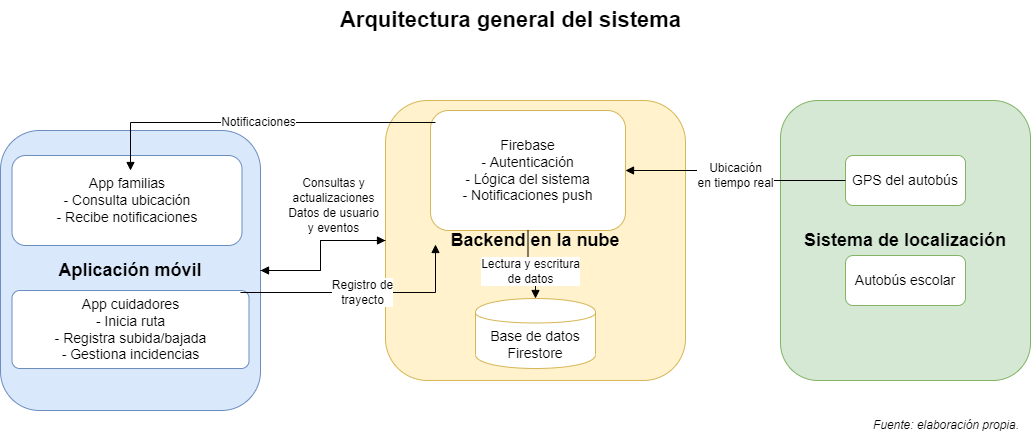 Arquitectura general del sistema
Notificaciones
App familias
- Consulta ubicación
- Recibe notificaciones
Aplicación móvil
App cuidadores
- Inicia ruta
- Registra subida/bajada
- Gestiona incidencias
Consultas y
actualizaciones
Datos de usuario
y eventos
Registro de
trayecto
Firebase
- Autenticación
- Lógica del sistema
- Notificaciones push
Backend en la nube
Lectura y escritura
de datos
Base de datos
Firestore
Ubicación
en tiempo real
GPS del autobús
Sistema de localización
Autobús escolar
Fuente: elaboración propia.